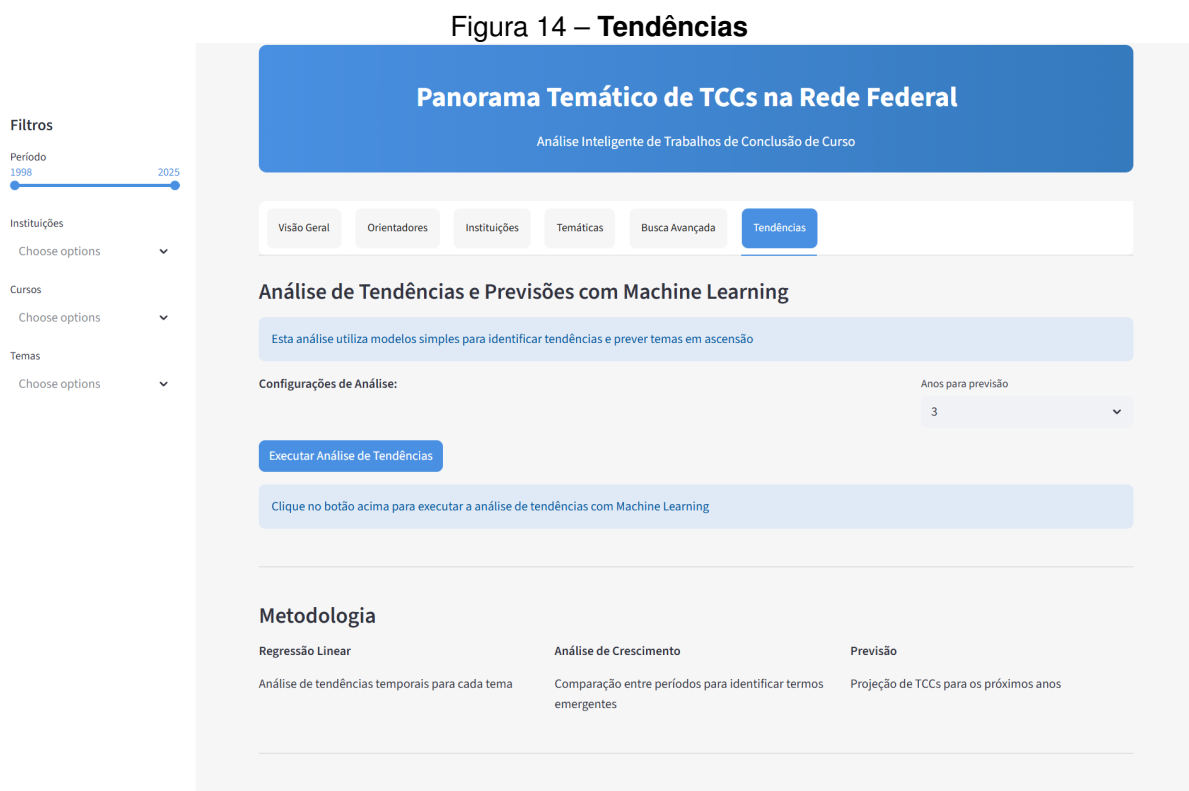 Figura 14 – Tendências
Panorama Temático de TCCs na Rede Federal
Análise Inteligente de Trabalhos de Conclusão de Curso
Filtros
Período
1998 2025
Instituições
Choose options
Cursos
Choose options
Temas
Choose options
Visão Geral Orientadores Instituições Temáticas Busca Avançada Tendências
Análise de Tendências e Previsões com Machine Learning
Esta análise utiliza modelos simples para identificar tendências e prever temas em ascensão
Configurações de Análise:
Anos para previsão
3
Executar Análise de Tendências
Clique no botão acima para executar a análise de tendências com Machine Learning
Metodologia
Regressão Linear
Análise de tendências temporais para cada tema
Análise de Crescimento
Comparação entre períodos para identificar termos
emergentes
Previsão
Projeção de TCCs para os próximos anos